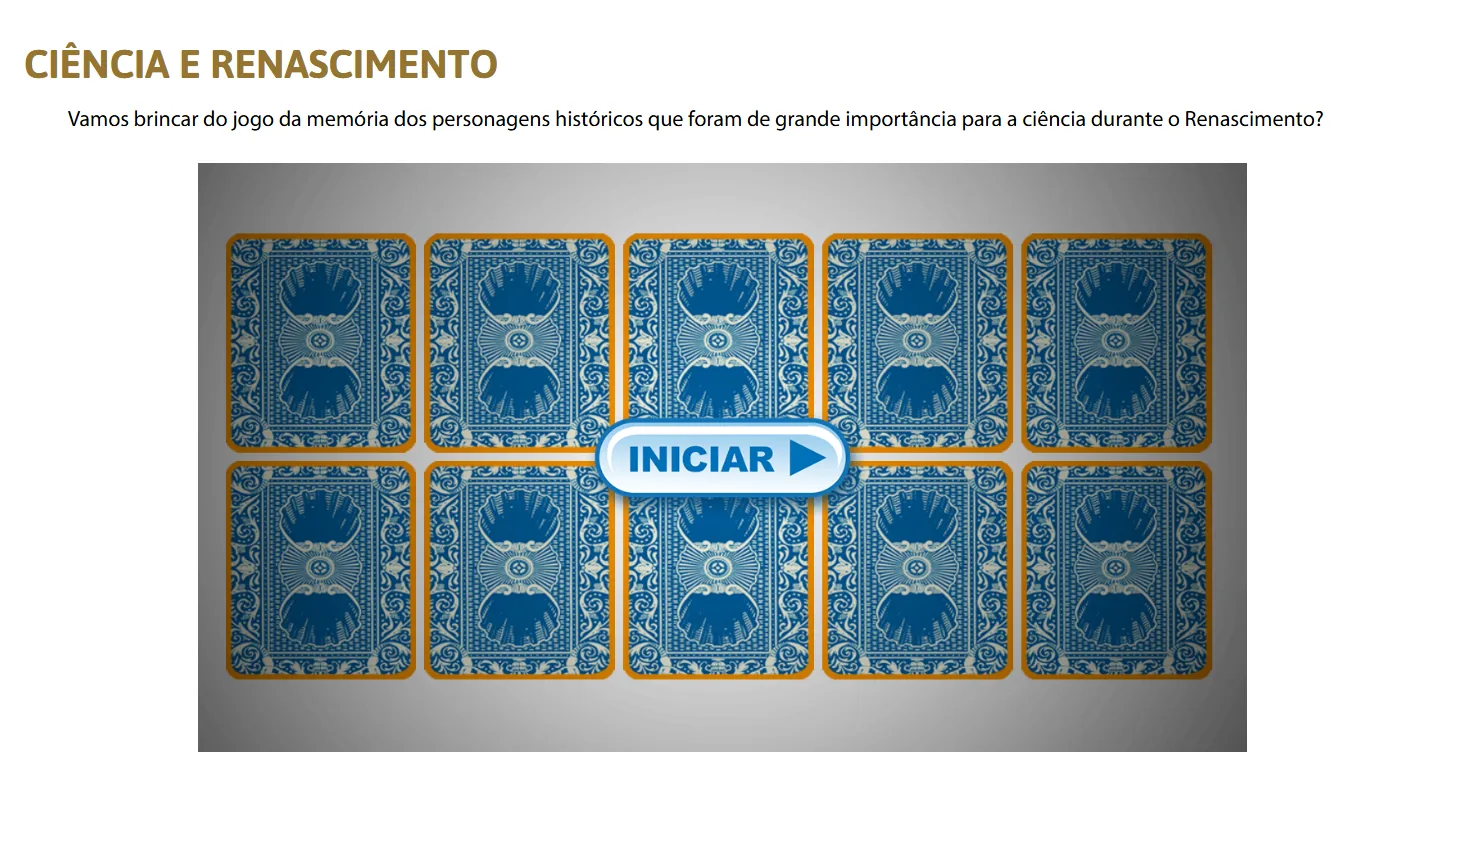 CIÊNCIA E RENASCIMENTO
Vamos brincar do jogo da memória dos personagens históricos que foram de grande importância para a ciência durante o Renascimento?
INICIAR